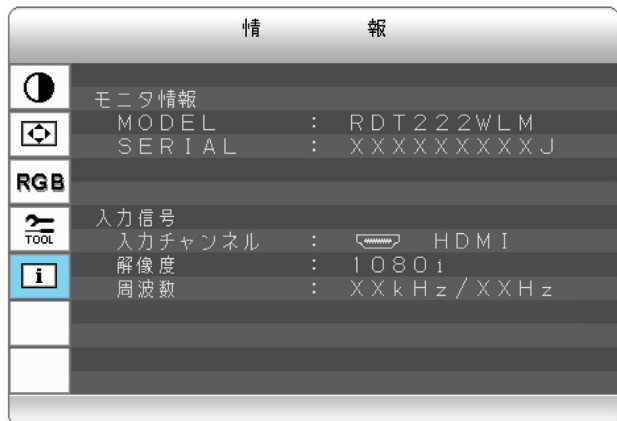 情 報
モニタ情報
ＭＯＤＥＬ ： ＲＤＴ２２２ＷＬＭ
ＳＥＲＩＡＬ ： ＸＸＸＸＸＸＸＸＸＪ
RGB
入力信号
TOOL
入力チャンネル ： ＨＤＭＩ
解像度 ： １０８０ｉ
i
周波数 ： ＸＸｋＨｚ／ＸＸＨｚ